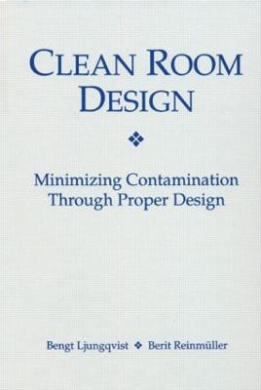 CLEAN ROOM
DESIGN
❖
Minimizing Contamination
Through Proper Design
Bengt Ljungqvist ❖ Berit Reinmüller